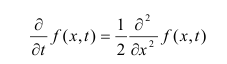 ∂/∂t f(x,t) = 1/2 ∂²/∂x² f(x,t)